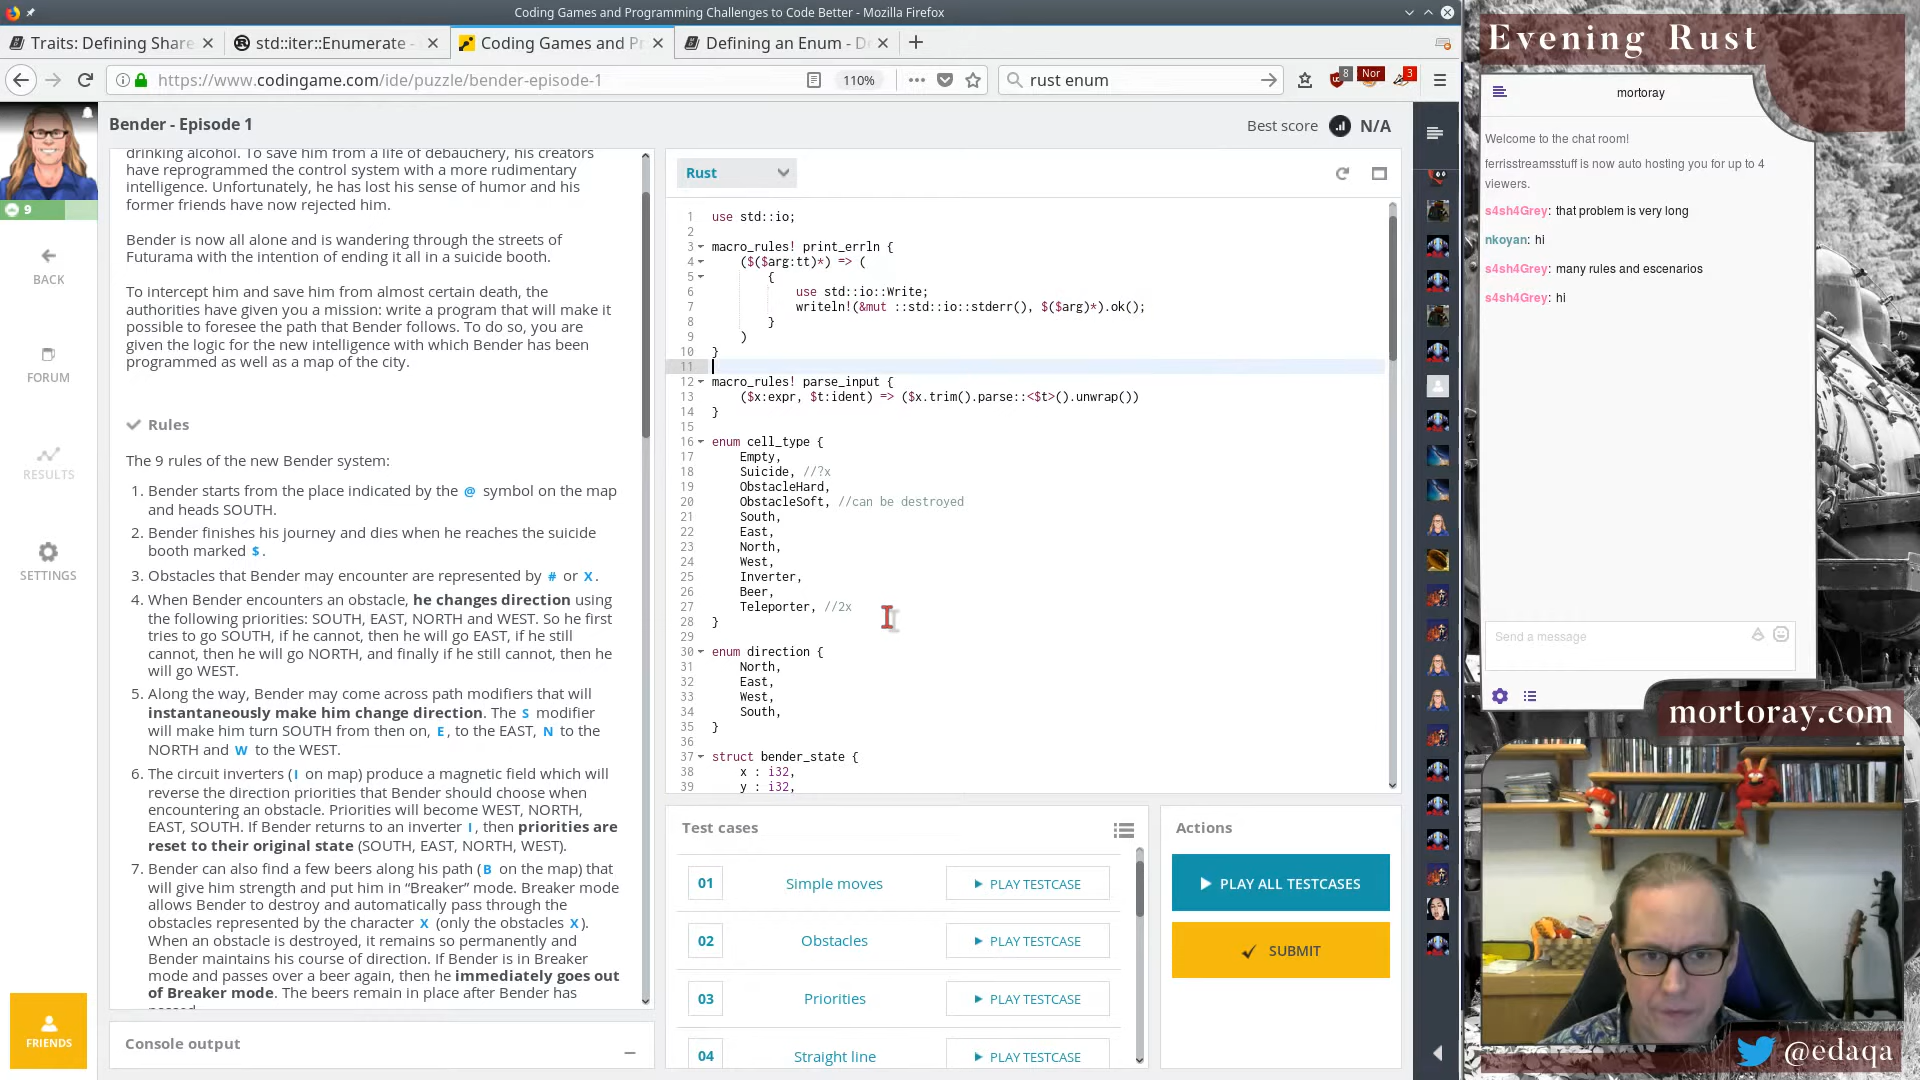 Coding Games and Programming Challenges to Code Better - Mozilla Firefox
Traits: Defining Share
std::iter::Enumerate -
Coding Games and Pr
Defining an Enum - De
https://www.codingame.com/ide/puzzle/bender-episode-1
110%
rust enum
8
Nor
3
Bender - Episode 1
Best score
N/A
9
BACK
FORUM
RESULTS
SETTINGS
FRIENDS
drinking alcohol. To save him from a life of debauchery, his creators
have reprogrammed the control system with a more rudimentary
intelligence. Unfortunately, he has lost his sense of humor and his
former friends have now rejected him.
Bender is now all alone and is wandering through the streets of
Futurama with the intention of ending it all in a suicide booth.
To intercept him and save him from almost certain death, the
authorities have given you a mission: write a program that will make it
possible to foresee the path that Bender follows. To do so, you are
given the logic for the new intelligence with which Bender has been
programmed as well as a map of the city.
Rules
The 9 rules of the new Bender system:
1. Bender starts from the place indicated by the @ symbol on the map
and heads SOUTH.
2. Bender finishes his journey and dies when he reaches the suicide
booth marked $.
3. Obstacles that Bender may encounter are represented by # or X.
4. When Bender encounters an obstacle, he changes direction using
the following priorities: SOUTH, EAST, NORTH and WEST. So he first
tries to go SOUTH, if he cannot, then he will go EAST, if he still
cannot, then he will go NORTH, and finally if he still cannot, then he
will go WEST.
5. Along the way, Bender may come across path modifiers that will
instantaneously make him change direction. The S modifier
will make him turn SOUTH from then on, E, to the EAST, N to the
NORTH and W to the WEST.
6. The circuit inverters (I on map) produce a magnetic field which will
reverse the direction priorities that Bender should choose when
encountering an obstacle. Priorities will become WEST, NORTH,
EAST, SOUTH. If Bender returns to an inverter I, then priorities are
reset to their original state (SOUTH, EAST, NORTH, WEST).
7. Bender can also find a few beers along his path (B on the map) that
will give him strength and put him in “Breaker” mode. Breaker mode
allows Bender to destroy and automatically pass through the
obstacles represented by the character X (only the obstacles X).
When an obstacle is destroyed, it remains so permanently and
Bender maintains his course of direction. If Bender is in Breaker
mode and passes over a beer again, then he immediately goes out
of Breaker mode. The beers remain in place after Bender has
passed.
Console output
Rust
1 use std::io;
2
3 macro_rules! print_errln {
4 ($($arg:tt)*) => (
5 {
6 use std::io::Write;
7 writeln!(&mut ::std::io::stderr(), $($arg)*).ok();
8 }
9 )
10 }
11
12 macro_rules! parse_input {
13 ($x:expr, $t:ident) => ($x.trim().parse::<$t>().unwrap())
14 }
15
16 enum cell_type {
17 Empty,
18 Suicide, //?x
19 ObstacleHard,
20 ObstacleSoft, //can be destroyed
21 South,
22 East,
23 North,
24 West,
25 Inverter,
26 Beer,
27 Teleporter, //2x
28 }
29
30 enum direction {
31 North,
32 East,
33 West,
34 South,
35 }
36
37 struct bender_state {
38 x : i32,
39 y : i32,
Test cases
01 Simple moves PLAY TESTCASE
02 Obstacles PLAY TESTCASE
03 Priorities PLAY TESTCASE
04 Straight line PLAY TESTCASE
Actions
PLAY ALL TESTCASES
SUBMIT
Evening Rust
mortoray
Welcome to the chat room!
ferrisstreamsstuff is now auto hosting you for up to 4
viewers.
s4sh4Grey: that problem is very long
nkoyan: hi
s4sh4Grey: many rules and escenarios
s4sh4Grey: hi
Send a message
mortoray.com
@edaqa